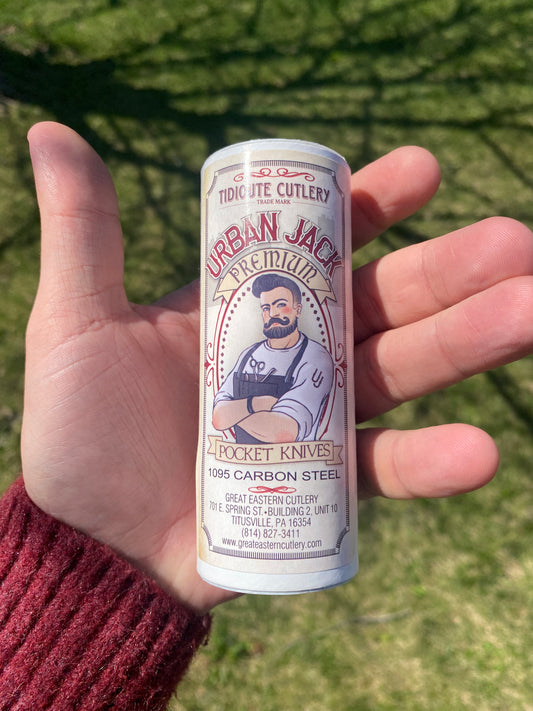 TIDIOUTE CUTLERY
TRADE MARK
URBAN JACK
PREMIUM
UJ
POCKET KNIVES
1095 CARBON STEEL
GREAT EASTERN CUTLERY
701 E. SPRING ST. • BUILDING 2, UNIT 10
TITUSVILLE, PA 16354
(814) 827-3411
www.greateasterncutlery.com